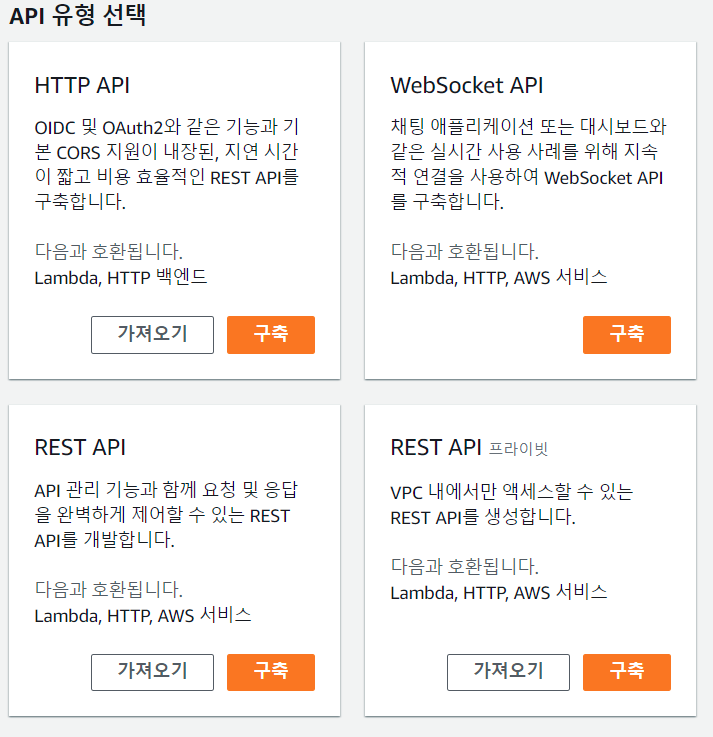 API 유형 선택
HTTP API
OIDC 및 OAuth2와 같은 기능과 기
본 CORS 지원이 내장된, 지연 시간
이 짧고 비용 효율적인 REST API를
구축합니다.
다음과 호환됩니다.
Lambda, HTTP 백엔드
가져오기
구축
WebSocket API
채팅 애플리케이션 또는 대시보드와
같은 실시간 사용 사례를 위해 지속
적 연결을 사용하여 WebSocket API
를 구축합니다.
다음과 호환됩니다.
Lambda, HTTP, AWS 서비스
구축
REST API
API 관리 기능과 함께 요청 및 응답
을 완벽하게 제어할 수 있는 REST
API를 개발합니다.
다음과 호환됩니다.
Lambda, HTTP, AWS 서비스
가져오기
구축
REST API 프라이빗
VPC 내에서만 액세스할 수 있는
REST API를 생성합니다.
다음과 호환됩니다.
Lambda, HTTP, AWS 서비스
가져오기
구축